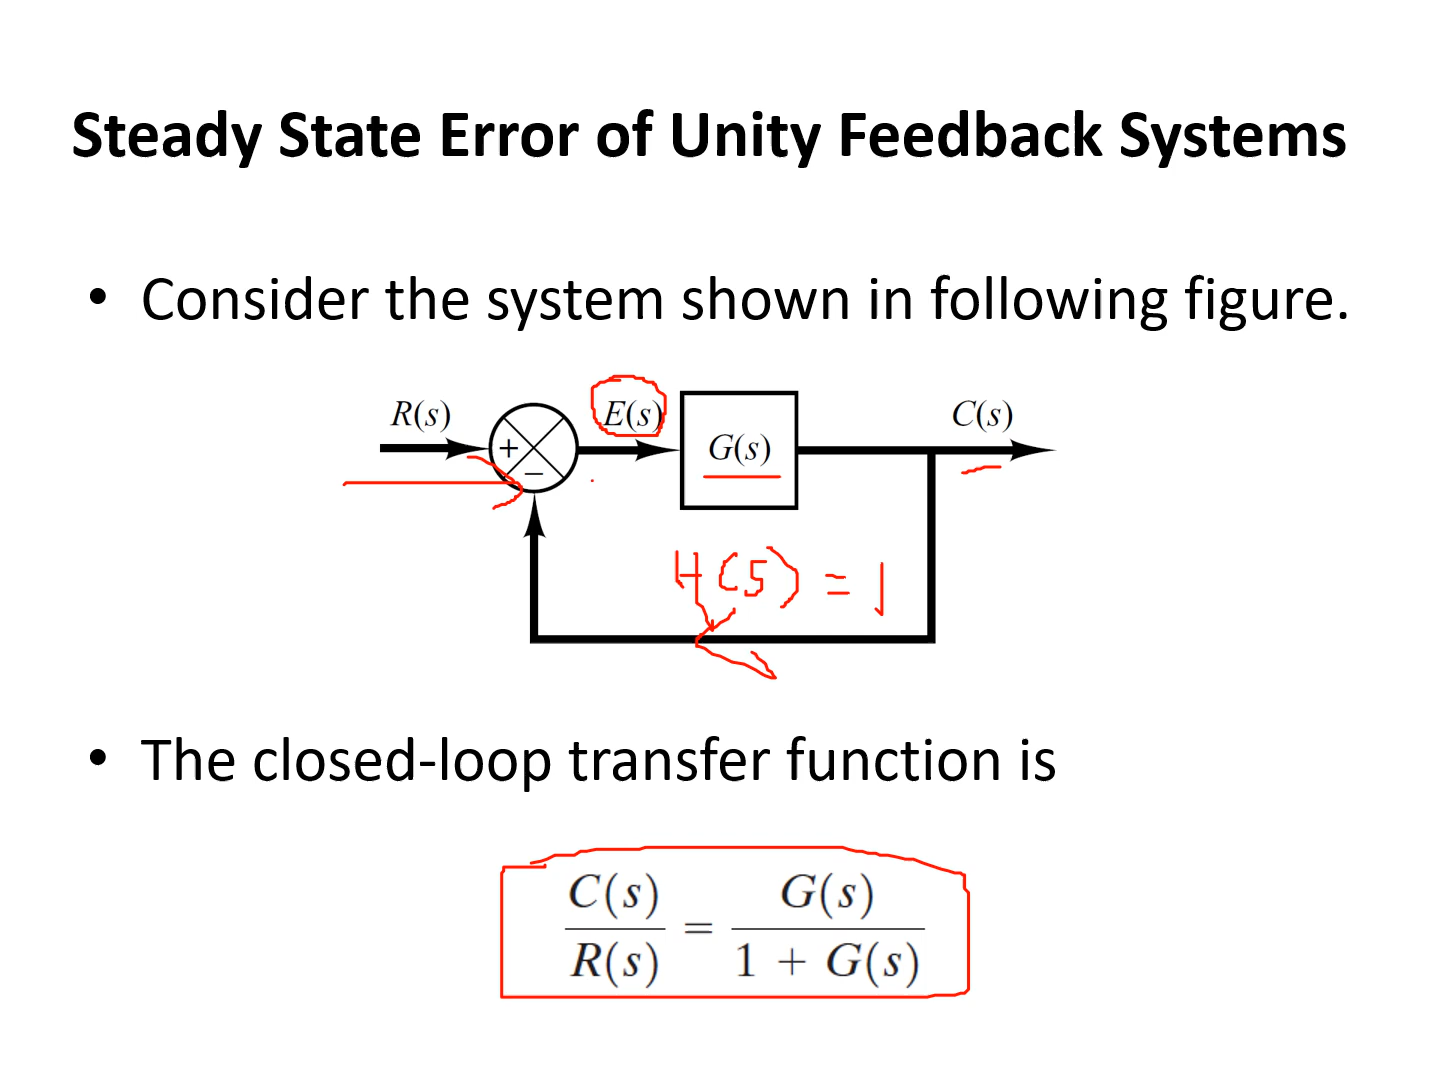 Steady State Error of Unity Feedback Systems
• Consider the system shown in following figure.
R(s) E(s) G(s) C(s)
+
−
H(s) = 1
• The closed-loop transfer function is
C(s)/R(s) = G(s)/(1 + G(s))